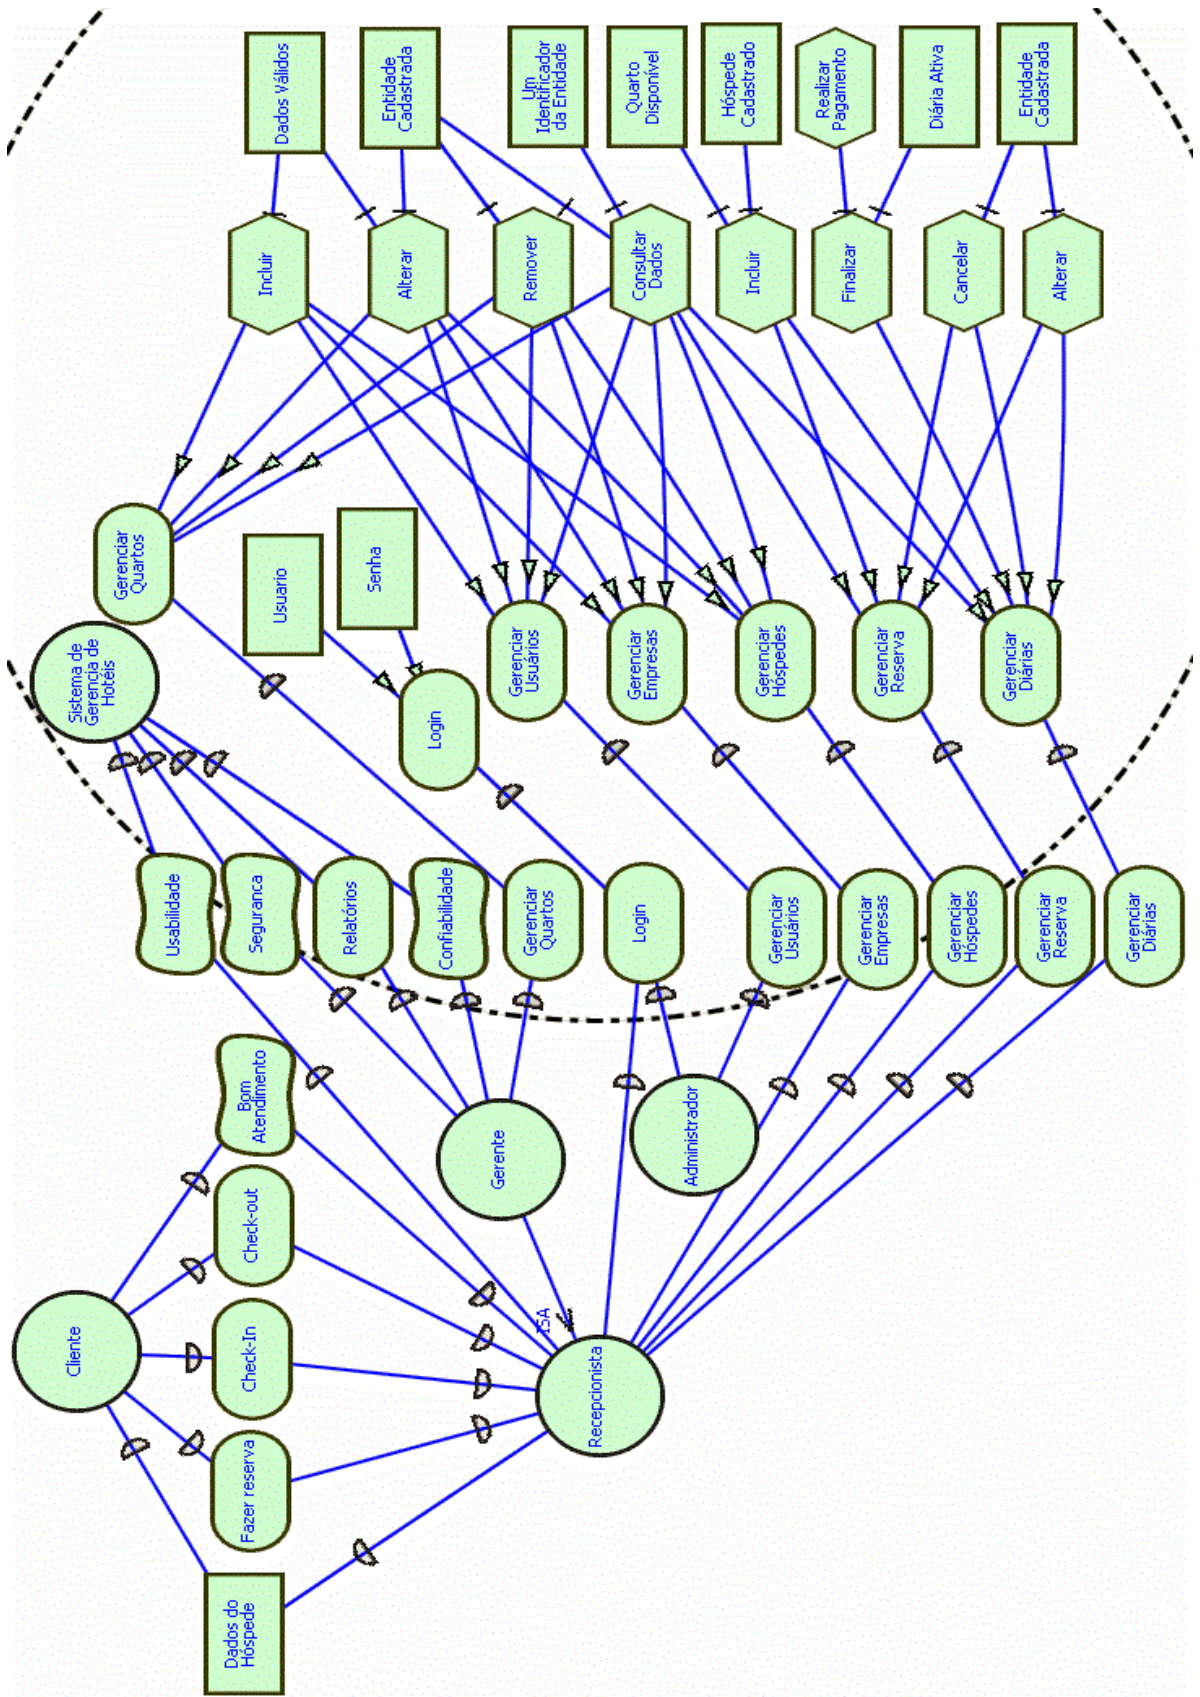 Dados Válidos
Entidade
Cadastrada
Um
Identificador
da Entidade
Quarto
Disponível
Hóspede
Cadastrado
Realizar
Pagamento
Diária Ativa
Entidade
Cadastrada
Incluir
Alterar
Remover
Consultar
Dados
Incluir
Finalizar
Cancelar
Alterar
Gerenciar
Quartos
Usuario
Senha
Sistema de
Gerencia de
Hotéis
Login
Gerenciar
Usuários
Gerenciar
Empresas
Gerenciar
Hóspedes
Gerenciar
Reserva
Gerenciar
Diárias
Usabilidade
Seguranca
Relatórios
Confiabilidade
Gerenciar
Quartos
Login
Gerenciar
Usuários
Gerenciar
Empresas
Gerenciar
Hóspedes
Gerenciar
Reserva
Gerenciar
Diárias
Bom
Atendimento
Check-out
Check-In
Fazer reserva
Dados do
Hóspede
Cliente
Gerente
Administrador
ISA
Recepcionista